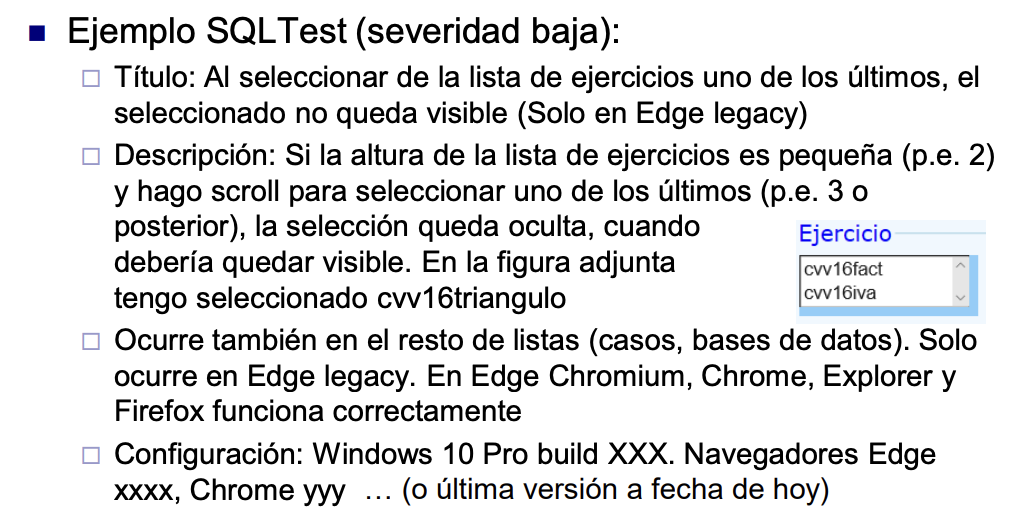 Ejemplo SQLTest (severidad baja):
Título: Al seleccionar de la lista de ejercicios uno de los últimos, el
seleccionado no queda visible (Solo en Edge legacy)
Descripción: Si la altura de la lista de ejercicios es pequeña (p.e. 2)
y hago scroll para seleccionar uno de los últimos (p.e. 3 o
posterior), la selección queda oculta, cuando
debería quedar visible. En la figura adjunta
tengo seleccionado cvv16triangulo
Ejercicio
cvv16fact
cvv16iva
Ocurre también en el resto de listas (casos, bases de datos). Solo
ocurre en Edge legacy. En Edge Chromium, Chrome, Explorer y
Firefox funciona correctamente
Configuración: Windows 10 Pro build XXX. Navegadores Edge
xxxx, Chrome yyy … (o última versión a fecha de hoy)